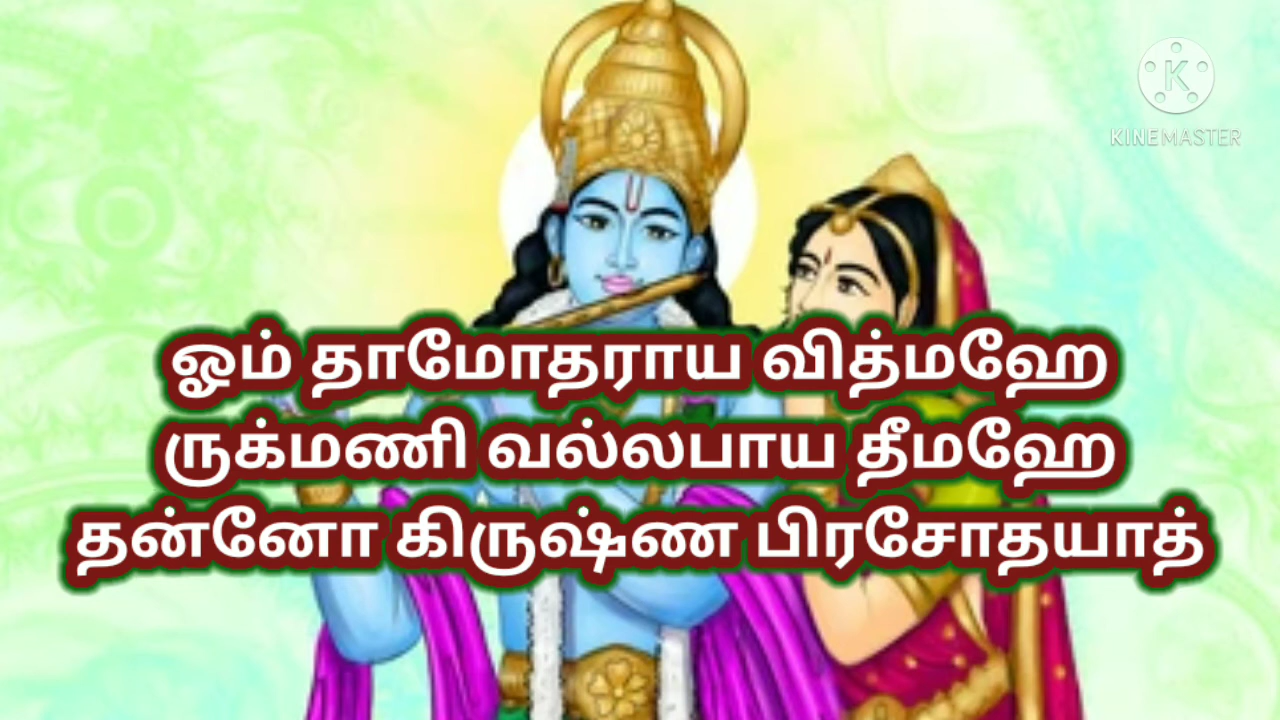 KINEMASTER
ஓம் தாமோதராய வித்மஹே
ருக்மணி வல்லபாய தீமஹே
தன்னோ கிருஷ்ண பிரசோதயாத்